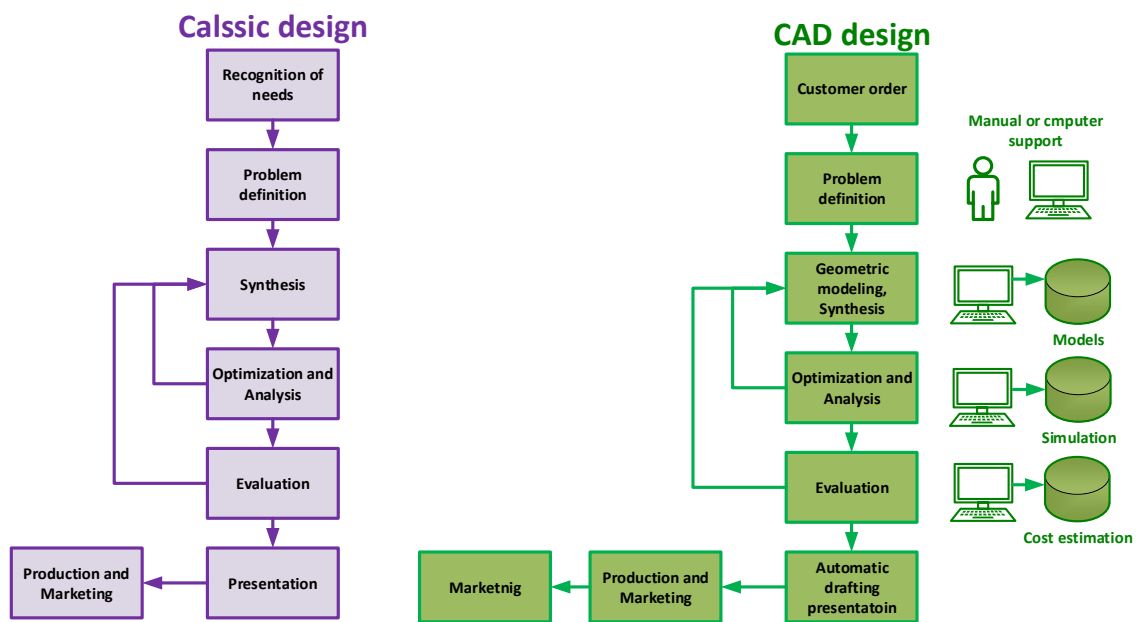 Calssic design
Recognition of
needs
Problem
definition
Synthesis
Optimization and
Analysis
Evaluation
Presentation
Production and
Marketing
CAD design
Customer order
Problem
definition
Geometric
modeling,
Synthesis
Optimization and
Analysis
Evaluation
Automatic
drafting
presentatoin
Production and
Marketing
Marketnig
Manual or cmputer
support
Models
Simulation
Cost estimation